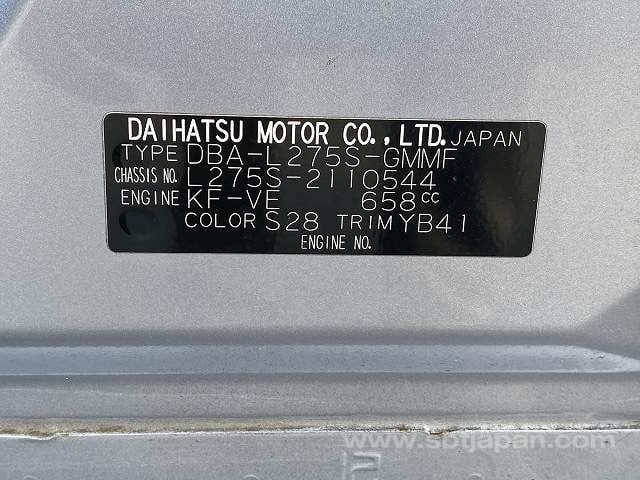 DAIHATSU MOTOR CO., LTD. JAPAN
TYPE DBA-L275S-GMMF
CHASSIS NO. L275S-2110544
ENGINE KF-VE 658cc
COLOR S28 TRIM YB41
ENGINE NO.
www.sbtjapan.com